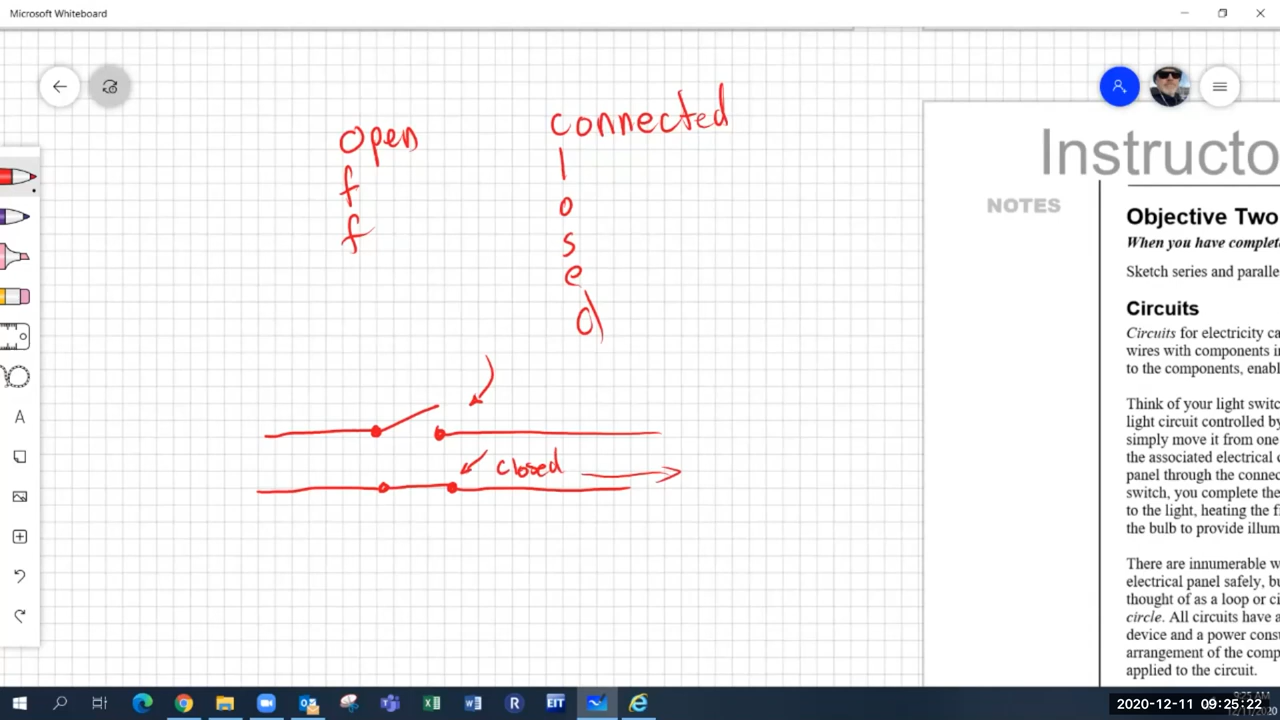 Microsoft Whiteboard
open
f
f
connected
l
o
s
e
d
closed
Instructo
NOTES
Objective Two
When you have complete
Sketch series and paralle
Circuits
Circuits for electricity ca
wires with components in
to the components, enabl
Think of your light switc
light circuit controlled by
simply move it from one
the associated electrical c
panel through the connec
switch, you complete the
to the light, heating the fi
the bulb to provide illum
There are innumerable w
electrical panel safely, bu
thought of as a loop or ci
circle. All circuits have a
device and a power cons
arrangement of the comp
applied to the circuit.
A
R
EIT
2020-12-11 09:25:22